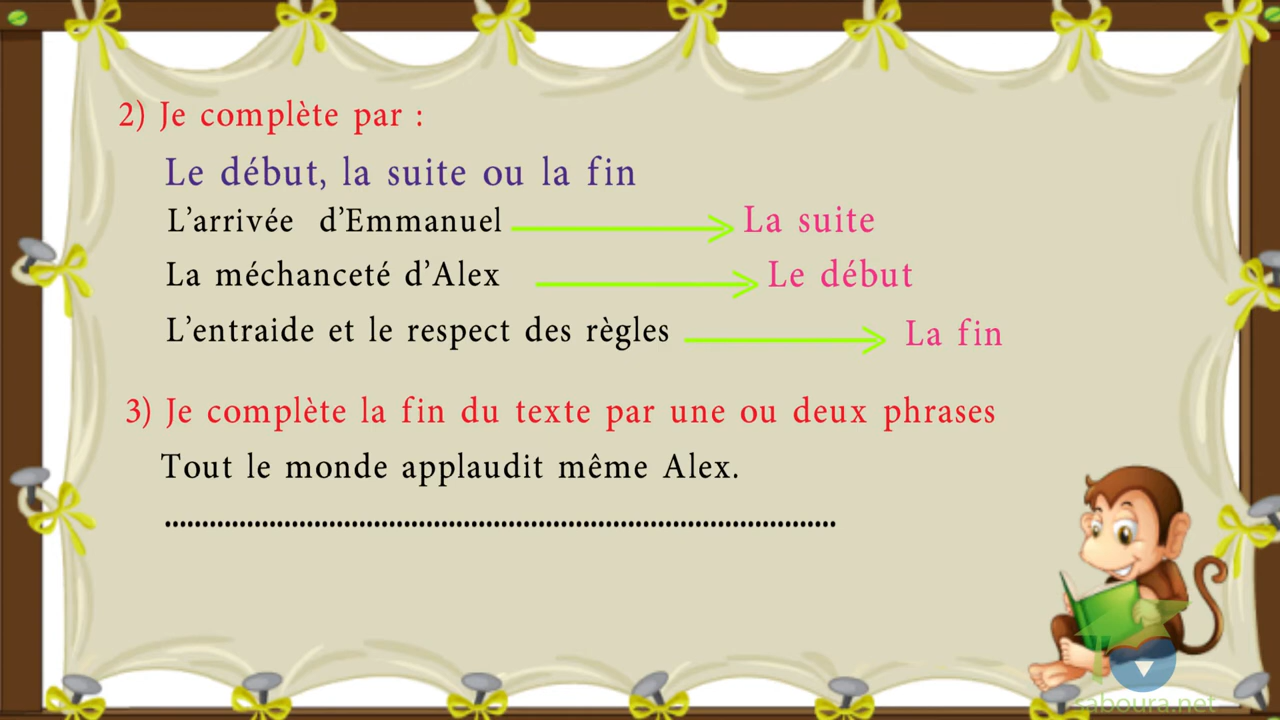 2) Je complète par :
Le début, la suite ou la fin
L'arrivée d'Emmanuel La suite
La méchanceté d'Alex Le début
L'entraide et le respect des règles La fin
3) Je complète la fin du texte par une ou deux phrases
Tout le monde applaudit même Alex.
........................................................................................
saboura.net